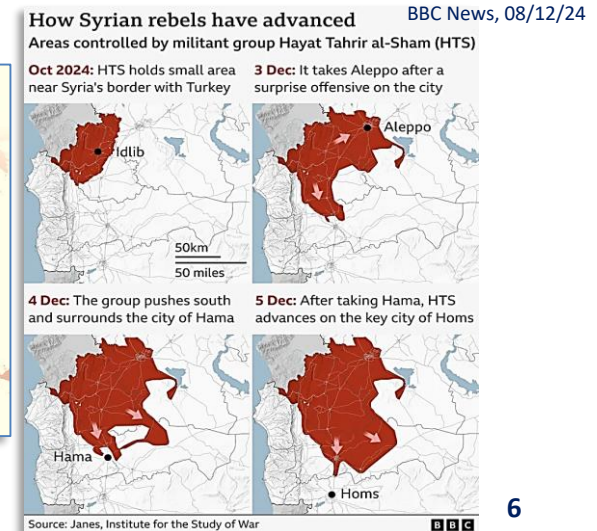 BBC News, 08/12/24
How Syrian rebels have advanced
Areas controlled by militant group Hayat Tahrir al-Sham (HTS)
Oct 2024: HTS holds small area
near Syria's border with Turkey
3 Dec: It takes Aleppo after a
surprise offensive on the city
Idlib
50km
50 miles
Aleppo
4 Dec: The group pushes south
and surrounds the city of Hama
5 Dec: After taking Hama, HTS
advances on the key city of Homs
Hama
Homs
Source: Janes, Institute for the Study of War
BBC
6